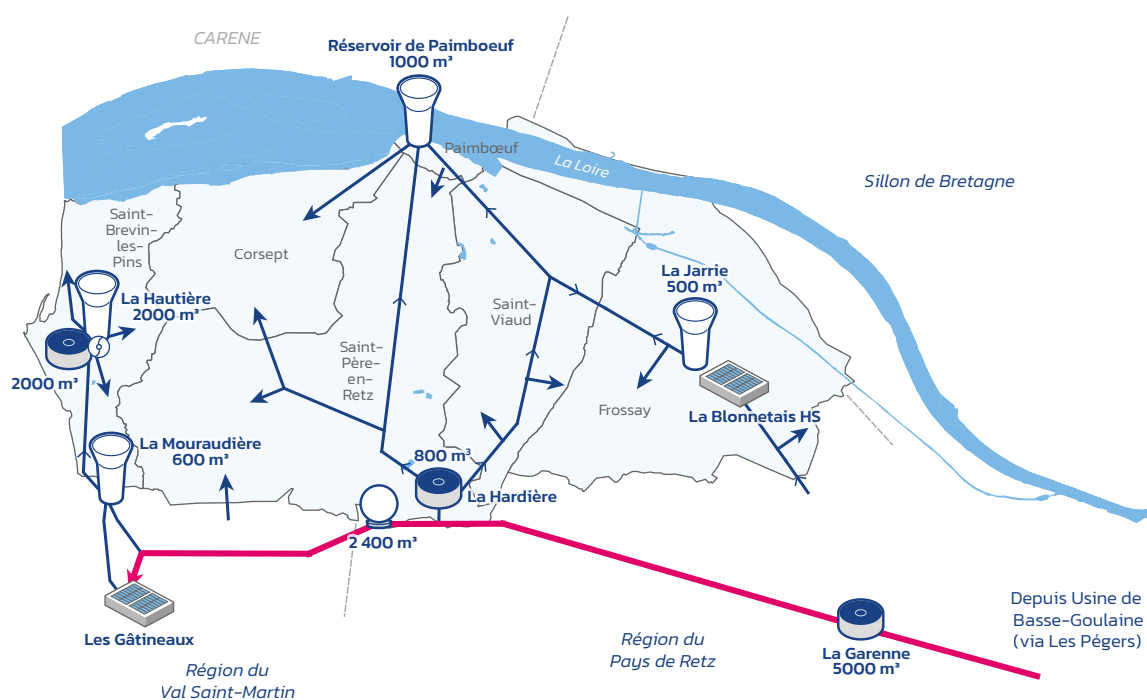 CARENE
Réservoir de Paimboeuf
1000 m³
Paimbœuf
La Loire
Sillon de Bretagne
Saint-
Brevin-
les-
Pins
Corsept
La Jarrie
500 m³
La Hautière
2000 m³
Saint-
Viaud
2000 m³
Saint-
Père-
en-
Retz
Frossay
La Blonnetais HS
La Mouraudière
600 m³
800 m³
La Hardière
2 400 m³
Les Gâtineaux
Région du
Val Saint-Martin
Région du
Pays de Retz
La Garenne
5000 m³
Depuis Usine de
Basse-Goulaine
(via Les Pégers)